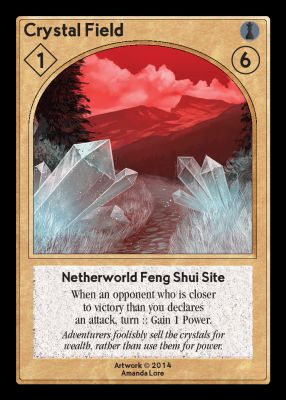 Crystal Field
1
6
Netherworld Feng Shui Site
When an opponent who is closer
to victory than you declares
an attack, turn :: Gain 1 Power.
Adventurers foolishly sell the crystals for
wealth, rather than use them for power.
Artwork © 2014
Amanda Lore